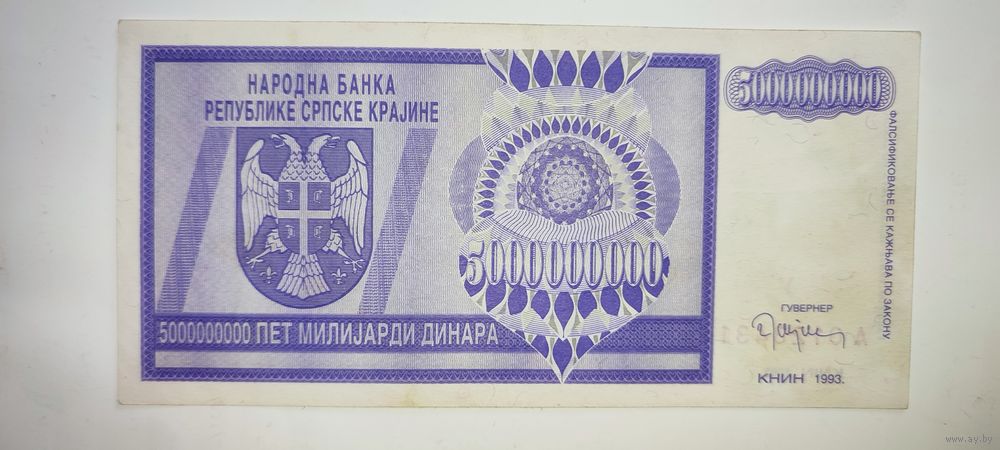 НАРОДНА БАНКА
РЕПУБЛИКЕ СРПСКЕ КРАЈИНЕ
5000000000
5000000000
5000000000 ПЕТ МИЛИЈАРДИ ДИНАРА
ФАЛСИФИКОВАЊЕ СЕ КАЖЊАВА ПО ЗАКОНУ
ГУВЕРНЕР
КНИН 1993.
www.ay.by